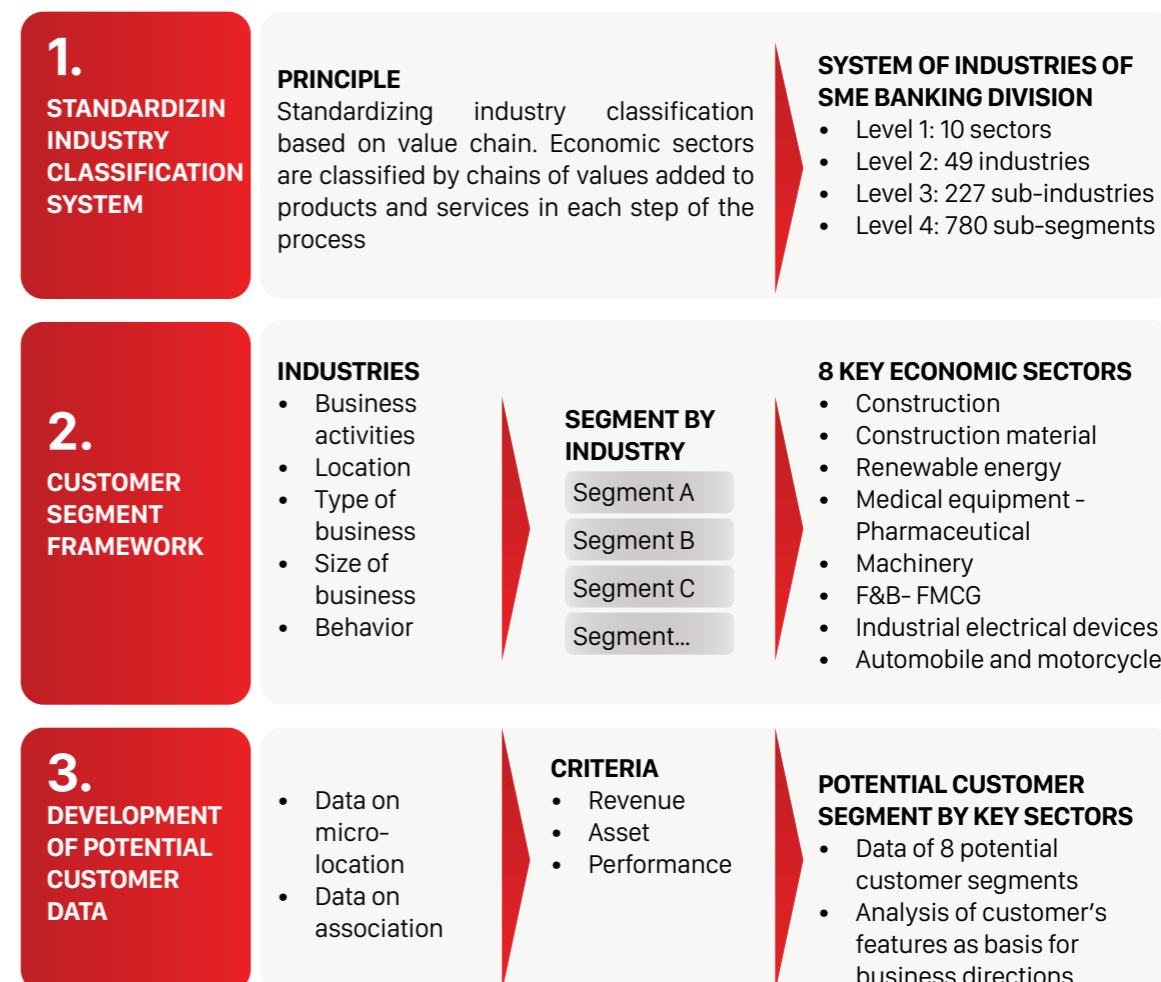 1.
STANDARDIZIN
INDUSTRY
CLASSIFICATION
SYSTEM
PRINCIPLE
Standardizing industry classification
based on value chain. Economic sectors
are classified by chains of values added to
products and services in each step of the
process
SYSTEM OF INDUSTRIES OF
SME BANKING DIVISION
• Level 1: 10 sectors
• Level 2: 49 industries
• Level 3: 227 sub-industries
• Level 4: 780 sub-segments
2.
CUSTOMER
SEGMENT
FRAMEWORK
INDUSTRIES
• Business
activities
• Location
• Type of
business
• Size of
business
• Behavior
SEGMENT BY
INDUSTRY
Segment A
Segment B
Segment C
Segment...
8 KEY ECONOMIC SECTORS
• Construction
• Construction material
• Renewable energy
• Medical equipment -
Pharmaceutical
• Machinery
• F&B- FMCG
• Industrial electrical devices
• Automobile and motorcycle
3.
DEVELOPMENT
OF POTENTIAL
CUSTOMER
DATA
• Data on
micro-
location
• Data on
association
CRITERIA
• Revenue
• Asset
• Performance
POTENTIAL CUSTOMER
SEGMENT BY KEY SECTORS
• Data of 8 potential
customer segments
• Analysis of customer's
features as basis for
business directions